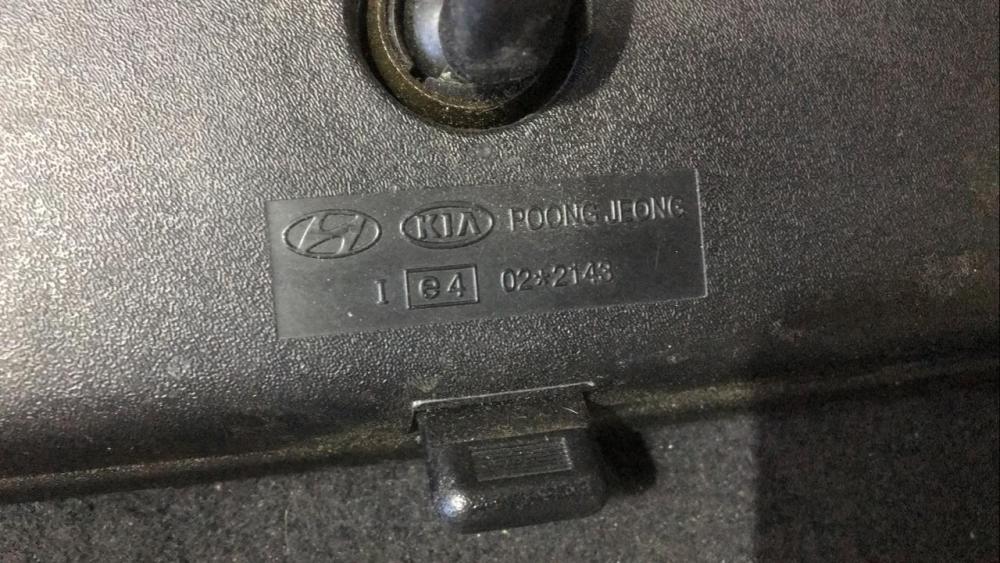 KIA POONG JEONG
I e4 02*2143